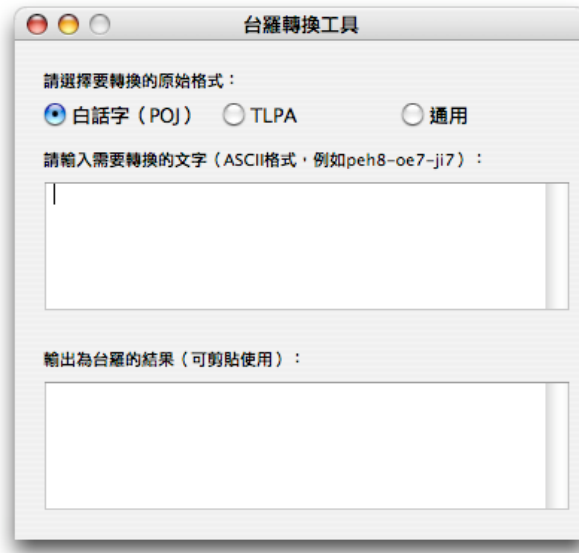 台羅轉換工具
請選擇要轉換的原始格式：
白話字（POJ） TLPA 通用
請輸入需要轉換的文字（ASCII格式，例如peh8-oe7-ji7）：
輸出為台羅的結果（可剪貼使用）：